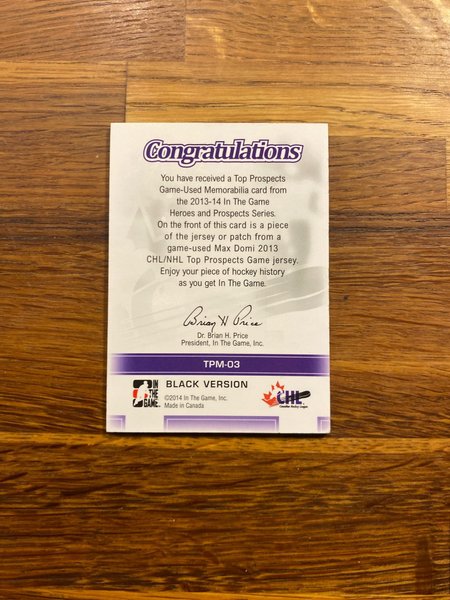 Congratulations
You have received a Top Prospects
Game-Used Memorabilia card from
the 2013-14 In The Game
Heroes and Prospects Series.
On the front of this card is a piece
of the jersey or patch from a
game-used Max Domi 2013
CHL/NHL Top Prospects Game jersey.
Enjoy your piece of hockey history
as you get In The Game.
Brian H Price
Dr. Brian H. Price
President, In The Game, Inc.
TPM-03
IN THE GAME
BLACK VERSION
©2014 In The Game, Inc.
Made in Canada
CHL
Canadian Hockey League